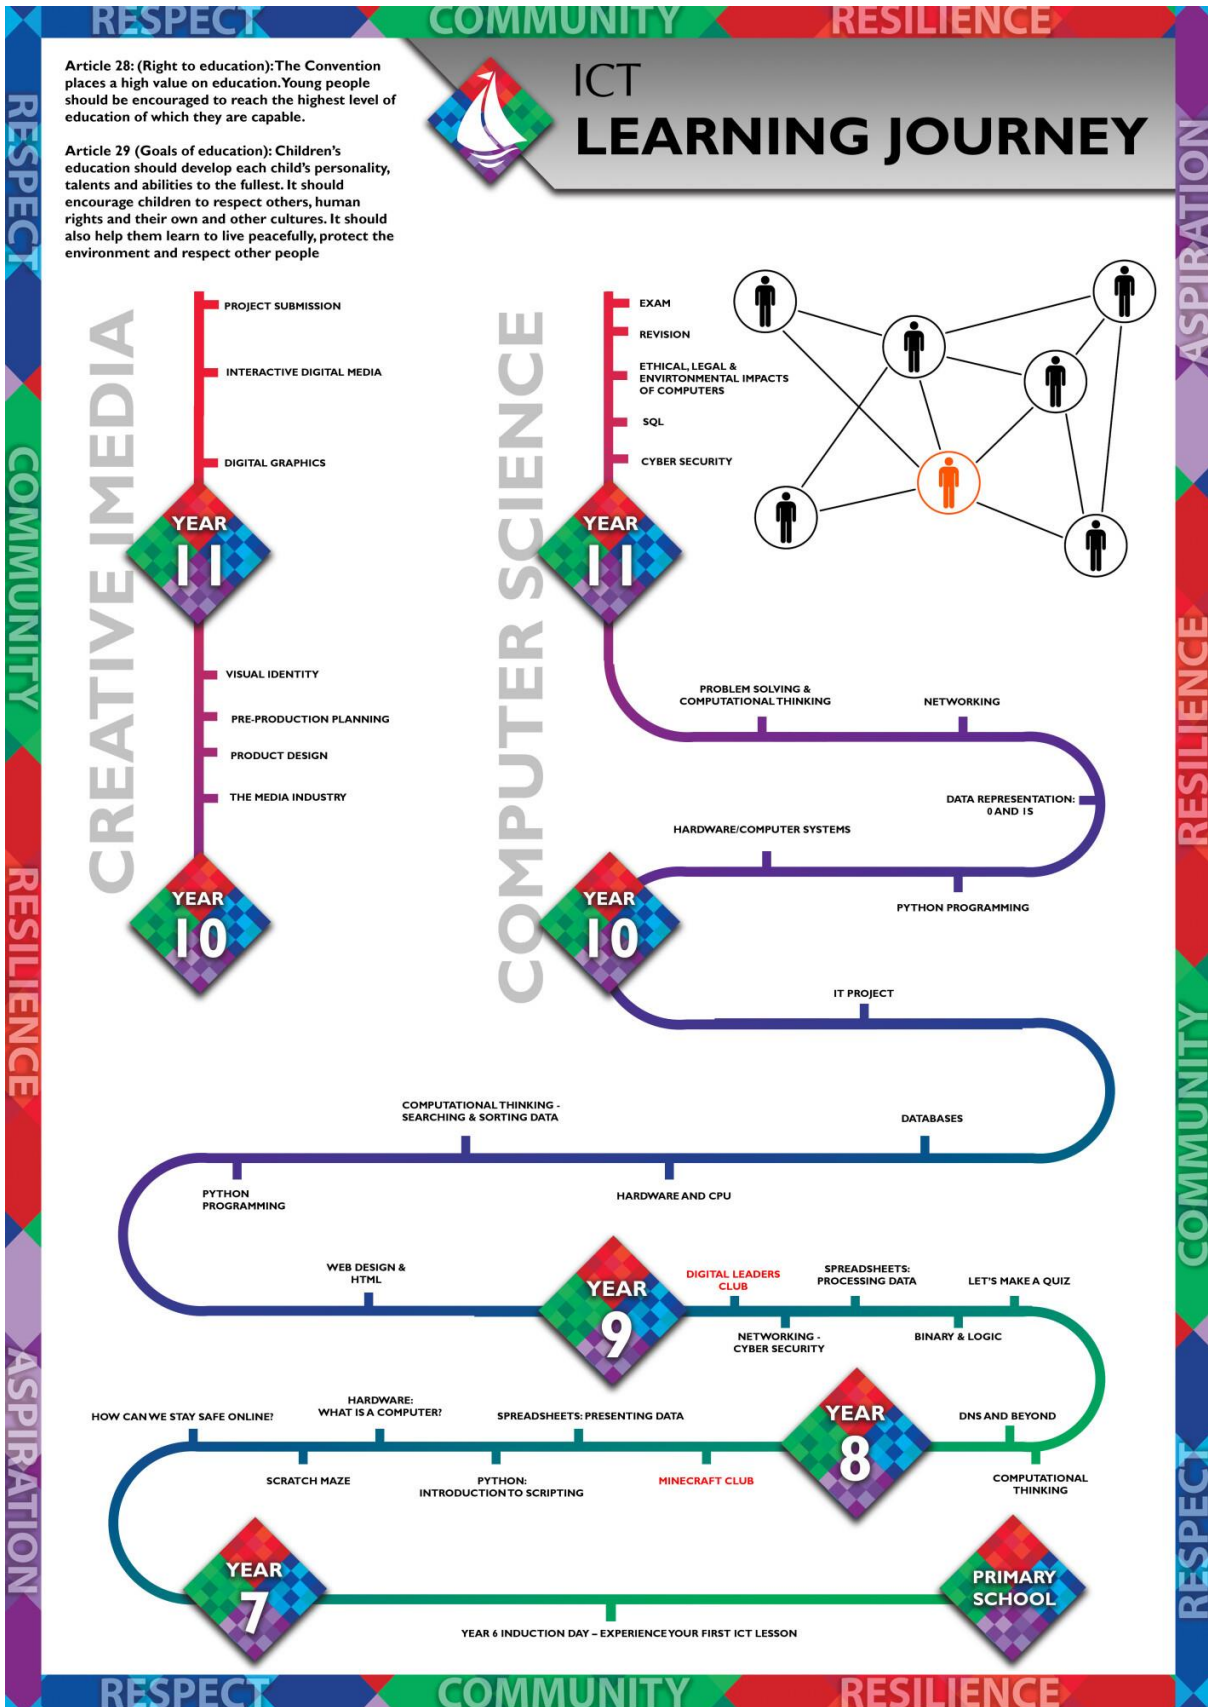 RESPECT
COMMUNITY
RESILIENCE
RESPECT
COMMUNITY
RESILIENCE
ASPIRATION
ASPIRATION
RESILIENCE
COMMUNITY
RESPECT
Article 28: (Right to education): The Convention
places a high value on education. Young people
should be encouraged to reach the highest level of
education of which they are capable.
Article 29 (Goals of education): Children's
education should develop each child's personality,
talents and abilities to the fullest. It should
encourage children to respect others, human
rights and their own and other cultures. It should
also help them learn to live peacefully, protect the
environment and respect other people
ICT
LEARNING JOURNEY
CREATIVE IMEDIA
PROJECT SUBMISSION
INTERACTIVE DIGITAL MEDIA
DIGITAL GRAPHICS
YEAR
11
VISUAL IDENTITY
PRE-PRODUCTION PLANNING
PRODUCT DESIGN
THE MEDIA INDUSTRY
YEAR
10
COMPUTER SCIENCE
EXAM
REVISION
ETHICAL, LEGAL &
ENVIRTONMENTAL IMPACTS
OF COMPUTERS
SQL
CYBER SECURITY
YEAR
11
PROBLEM SOLVING &
COMPUTATIONAL THINKING
NETWORKING
DATA REPRESENTATION:
0 AND 1S
HARDWARE/COMPUTER SYSTEMS
PYTHON PROGRAMMING
YEAR
10
IT PROJECT
COMPUTATIONAL THINKING -
SEARCHING & SORTING DATA
DATABASES
PYTHON
PROGRAMMING
HARDWARE AND CPU
WEB DESIGN &
HTML
YEAR
9
DIGITAL LEADERS
CLUB
SPREADSHEETS:
PROCESSING DATA
LET'S MAKE A QUIZ
NETWORKING -
CYBER SECURITY
BINARY & LOGIC
HOW CAN WE STAY SAFE ONLINE?
HARDWARE:
WHAT IS A COMPUTER?
SPREADSHEETS: PRESENTING DATA
YEAR
8
DNS AND BEYOND
SCRATCH MAZE
PYTHON:
INTRODUCTION TO SCRIPTING
MINECRAFT CLUB
COMPUTATIONAL
THINKING
YEAR
7
PRIMARY
SCHOOL
YEAR 6 INDUCTION DAY – EXPERIENCE YOUR FIRST ICT LESSON
RESPECT
COMMUNITY
RESILIENCE